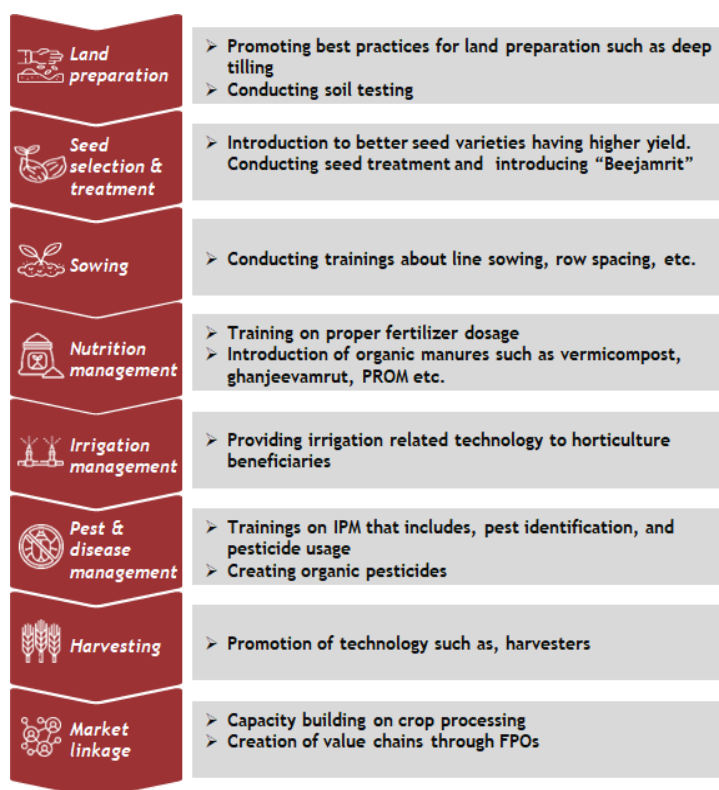 Land
preparation
➢ Promoting best practices for land preparation such as deep
tilling
➢ Conducting soil testing
Seed
selection &
treatment
➢ Introduction to better seed varieties having higher yield.
Conducting seed treatment and introducing “Beejamrit”
Sowing
➢ Conducting trainings about line sowing, row spacing, etc.
Nutrition
management
➢ Training on proper fertilizer dosage
➢ Introduction of organic manures such as vermicompost,
ghanjeevamrut, PROM etc.
Irrigation
management
➢ Providing irrigation related technology to horticulture
beneficiaries
Pest &
disease
management
➢ Trainings on IPM that includes, pest identification, and
pesticide usage
➢ Creating organic pesticides
Harvesting
➢ Promotion of technology such as, harvesters
Market
linkage
➢ Capacity building on crop processing
➢ Creation of value chains through FPOs